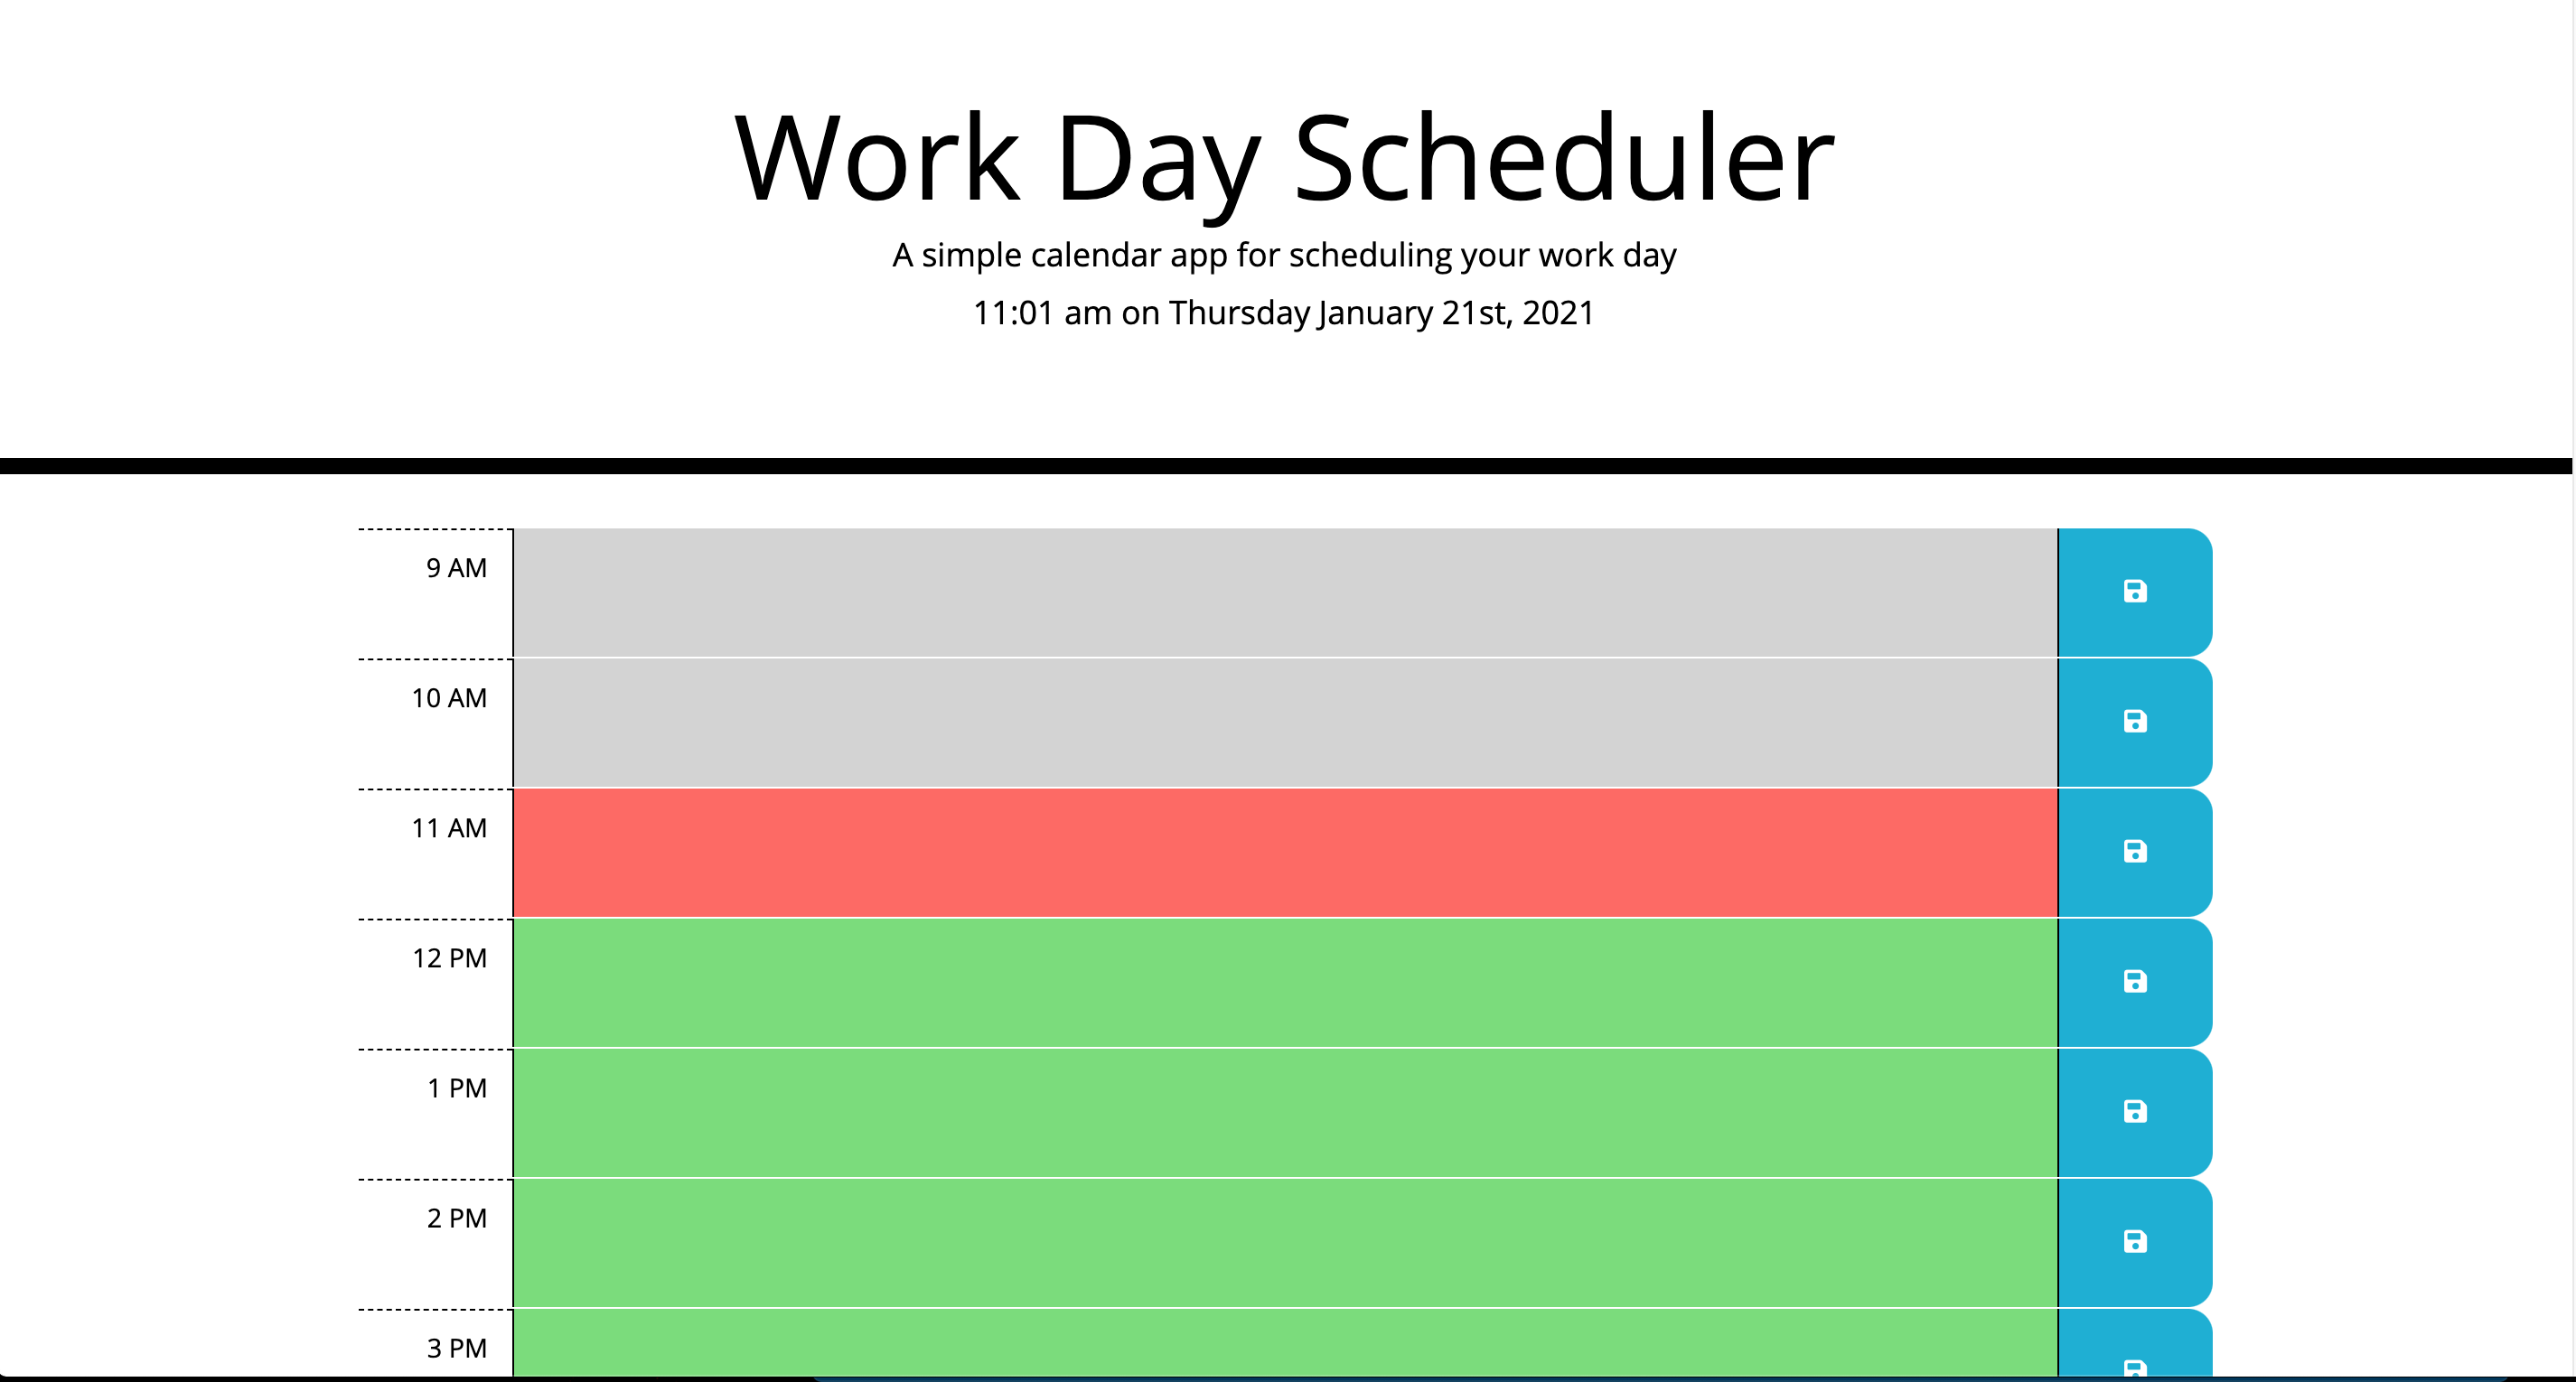 Work Day Scheduler
A simple calendar app for scheduling your work day
11:01 am on Thursday January 21st, 2021
9 AM
10 AM
11 AM
12 PM
1 PM
2 PM
3 PM